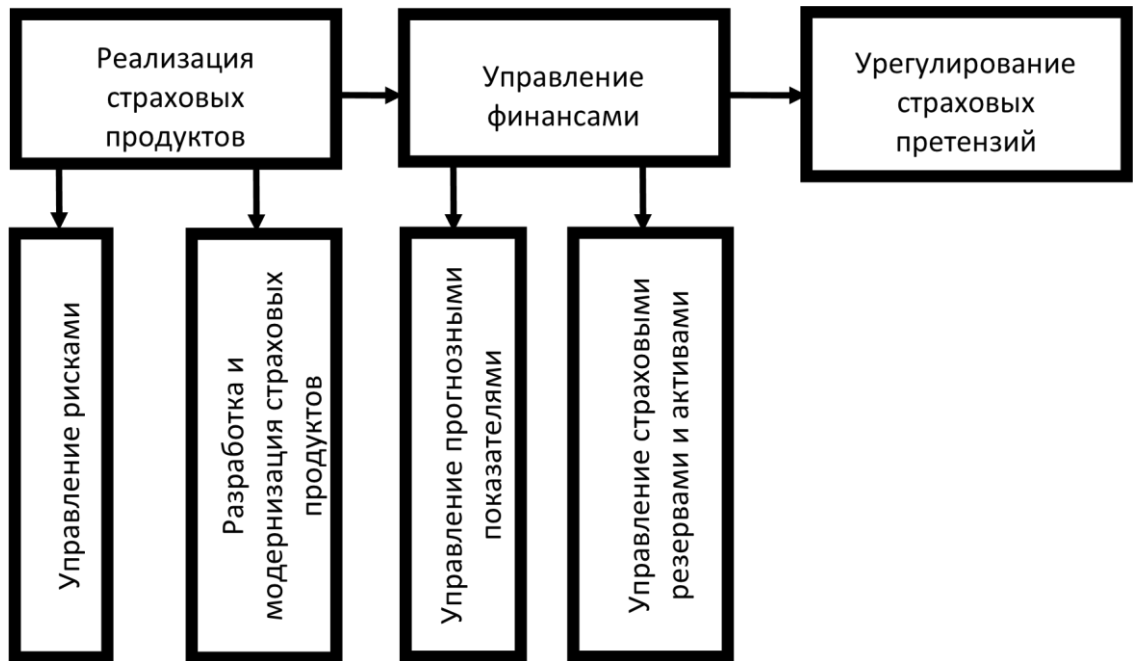 Реализация
страховых
продуктов
Управление
финансами
Урегулирование
страховых
претензий
Управление рисками
Разработка и
модернизация страховых
продуктов
Управление прогнозными
показателями
Управление страховыми
резервами и активами